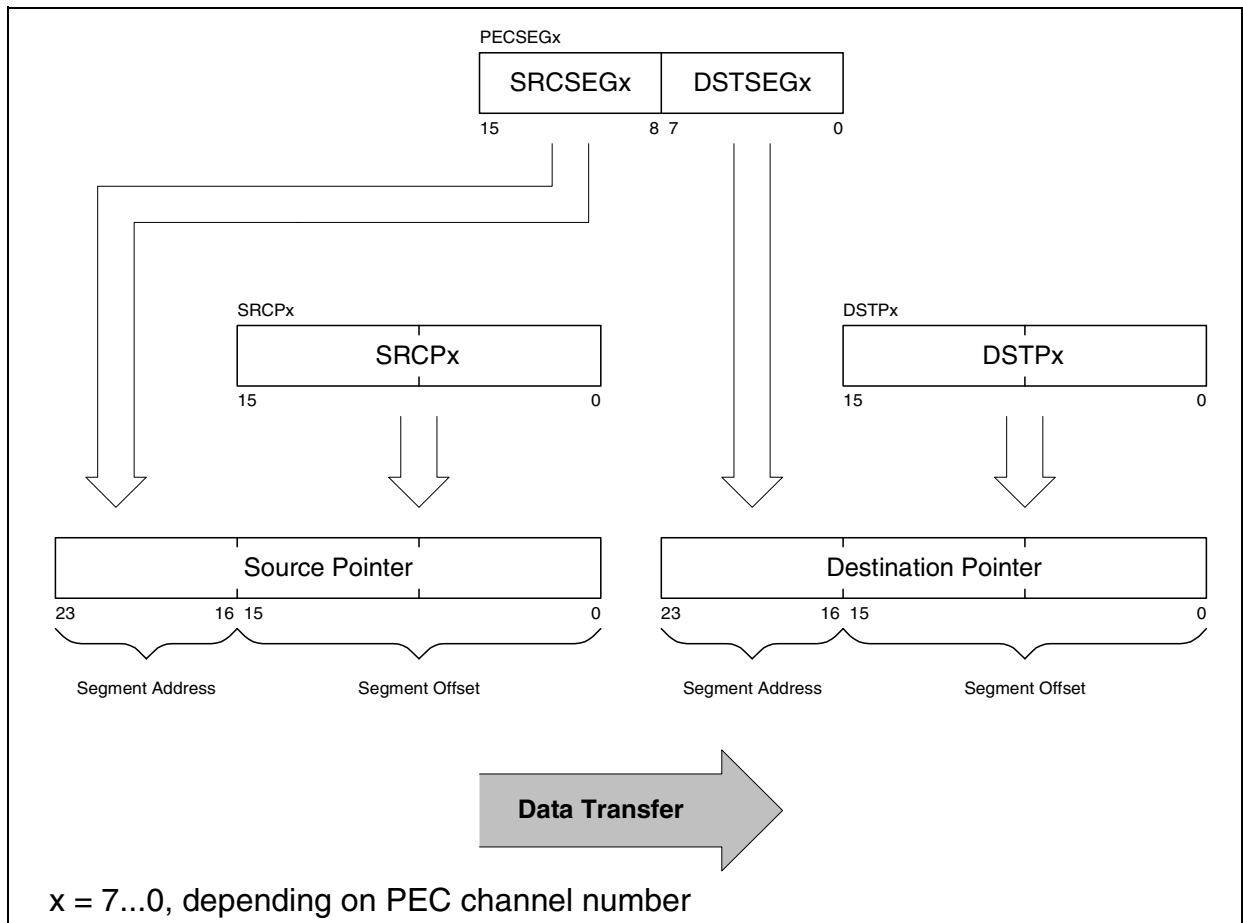 PECSEGx
SRCSEGx DSTSEGx
15 8 7 0
SRCPx DSTPx
SRCPx DSTPx
15 0 15 0
Source Pointer Destination Pointer
23 16 15 0 23 16 15 0
Segment Address Segment Offset Segment Address Segment Offset
Data Transfer
x = 7...0, depending on PEC channel number